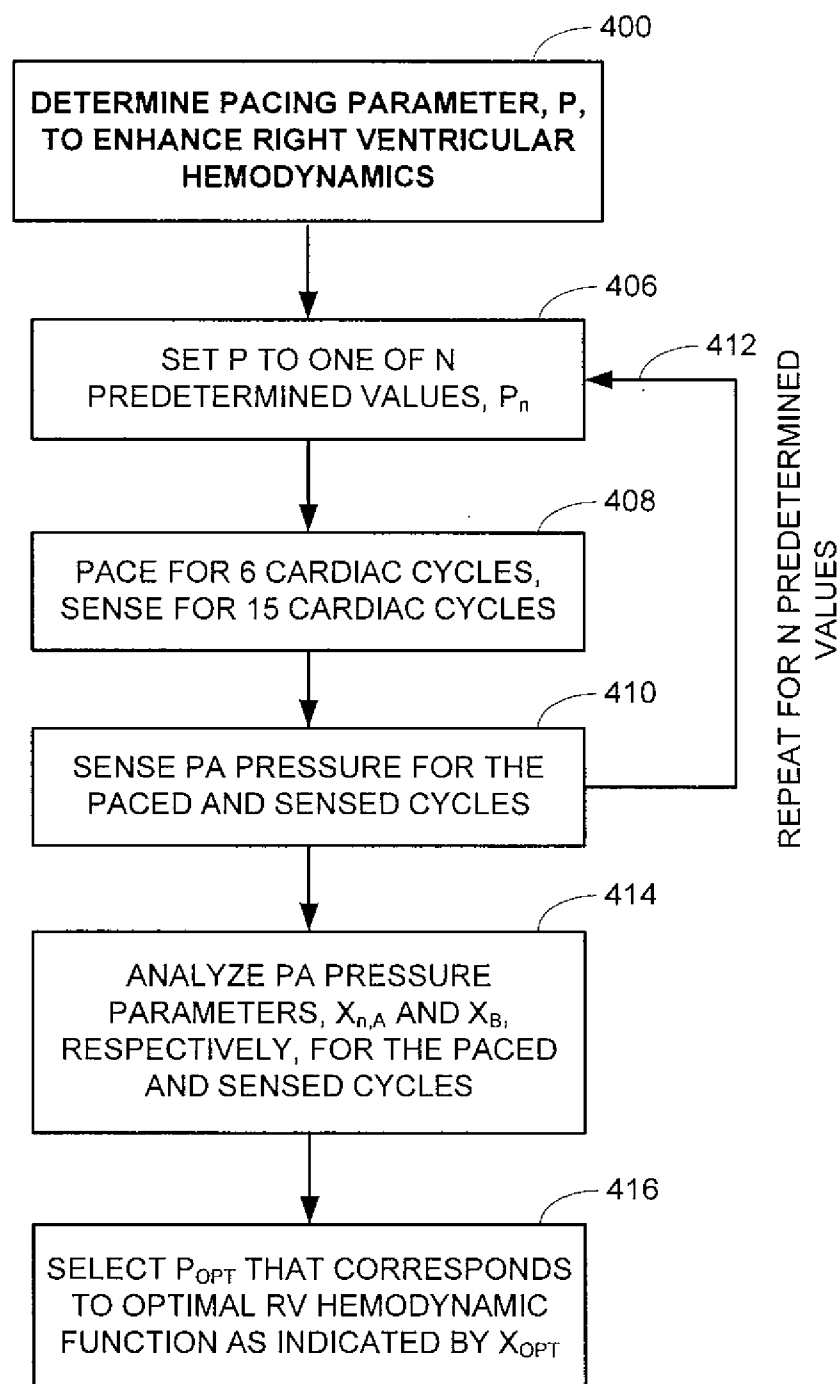 400
DETERMINE PACING PARAMETER, P,
TO ENHANCE RIGHT VENTRICULAR
HEMODYNAMICS
406
SET P TO ONE OF N
PREDETERMINED VALUES, Pₙ
412
REPEAT FOR N PREDETERMINED
VALUES
408
PACE FOR 6 CARDIAC CYCLES,
SENSE FOR 15 CARDIAC CYCLES
410
SENSE PA PRESSURE FOR THE
PACED AND SENSED CYCLES
414
ANALYZE PA PRESSURE
PARAMETERS, Xn,A AND XB,
RESPECTIVELY, FOR THE PACED
AND SENSED CYCLES
416
SELECT POPT THAT CORRESPONDS
TO OPTIMAL RV HEMODYNAMIC
FUNCTION AS INDICATED BY XOPT